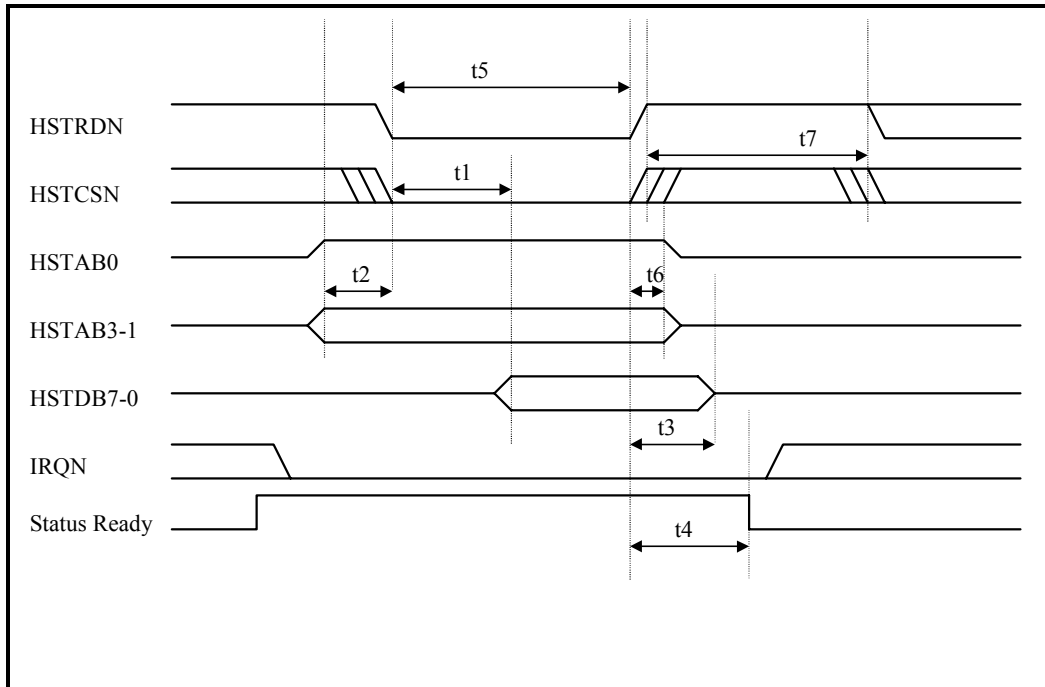 t5
HSTRDN
t7
t1
HSTCSN
HSTAB0
t2
t6
HSTAB3-1
HSTDB7-0
t3
IRQN
Status Ready
t4